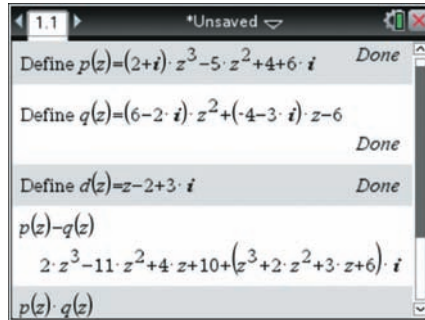 1.1 *Unsaved
Define p(z)=(2+i)·z³−5·z²+4+6·i Done
Define q(z)=(6−2·i)·z²+(-4−3·i)·z−6
Done
Define d(z)=z−2+3·i Done
p(z)−q(z)
2·z³−11·z²+4·z+10+(z³+2·z²+3·z+6)·i
p(z)·q(z)